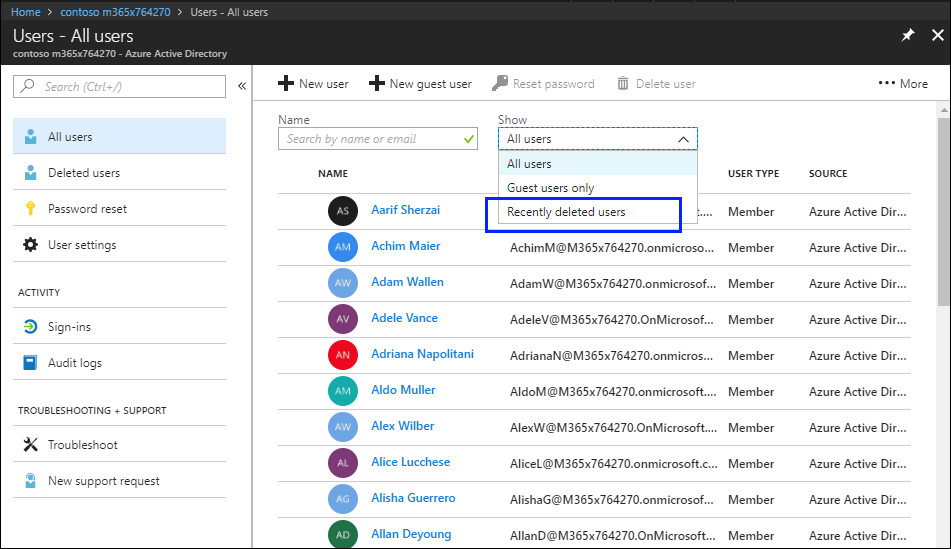 Home > contoso m365x764270 > Users - All users
Users - All users
contoso m365x764270 - Azure Active Directory
Search (Ctrl+/)
«
All users
Deleted users
Password reset
User settings
ACTIVITY
Sign-ins
Audit logs
TROUBLESHOOTING + SUPPORT
Troubleshoot
New support request
New user
New guest user
Reset password
Delete user
More
Name
Search by name or email
Show
All users
All users
Guest users only
Recently deleted users
NAME USER TYPE SOURCE
AS Aarif Sherzai Member Azure Active Dir...
AM Achim Maier AchimM@M365x764270.onmicroso... Member Azure Active Dir...
AW Adam Wallen AdamW@M365x764270.onmicrosof... Member Azure Active Dir...
AV Adele Vance AdeleV@M365x764270.OnMicrosoft... Member Azure Active Dir...
AN Adriana Napolitani AdrianaN@M365x764270.onmicros... Member Azure Active Dir...
AM Aldo Muller AldoM@M365x764270.onmicrosoft... Member Azure Active Dir...
AW Alex Wilber AlexW@M365x764270.OnMicrosoft.... Member Azure Active Dir...
AL Alice Lucchese AliceL@M365x764270.onmicrosoft.c... Member Azure Active Dir...
AG Alisha Guerrero AlishaG@M365x764270.onmicrosof... Member Azure Active Dir...
AD Allan Deyoung AllanD@M365x764270.OnMicrosoft... Member Azure Active Dir...